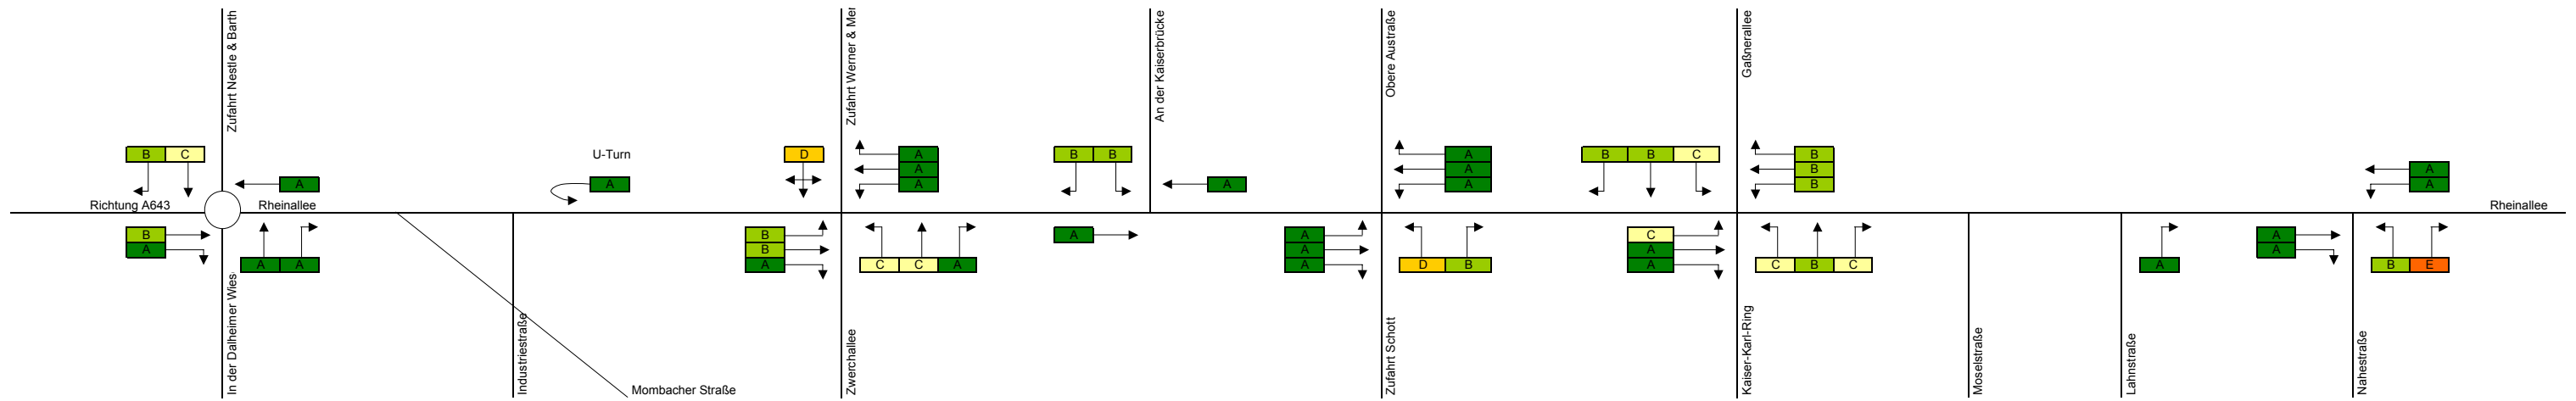 Zufahrt Nestle & Barth
Zufahrt Werner & Mer
An der Kaiserbrücke
Obere Austraße
Gaßnerallee
B C
A
U-Turn
A
D
A
A
A
B B
A
A
A
A
B B C
B
B
B
A
A
Richtung A643
Rheinallee
Rheinallee
B
A
A A
B
B
A
C C A
A
A
A
A
D B
C
A
A
C B C
A
A
A
B E
In der Dalheimer Wies
Industriestraße
Mombacher Straße
Zwerchallee
Zufahrt Schott
Kaiser-Karl-Ring
Moselstraße
Lahnstraße
Nahestraße